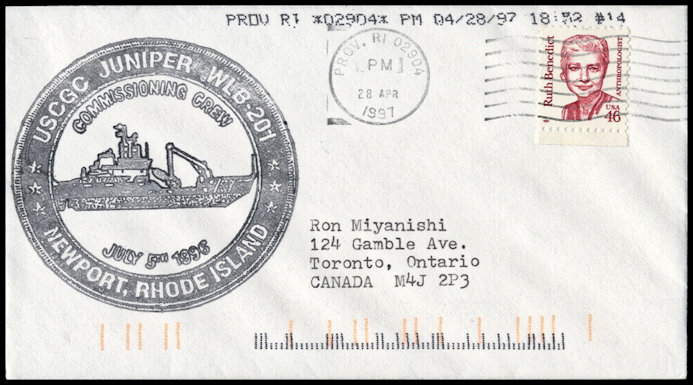 PROV RI *02904* PM 04/28/97 18:52 #14
USCGC JUNIPER WLB-201
COMMISSIONING CREW
JULY 5TH 1996
NEWPORT, RHODE ISLAND
PROV, RI 02904
PM
28 APR
1997
Ruth Benedict
ANTHROPOLOGIST
USA
46
Ron Miyanishi
124 Gamble Ave.
Toronto, Ontario
CANADA M4J 2P3